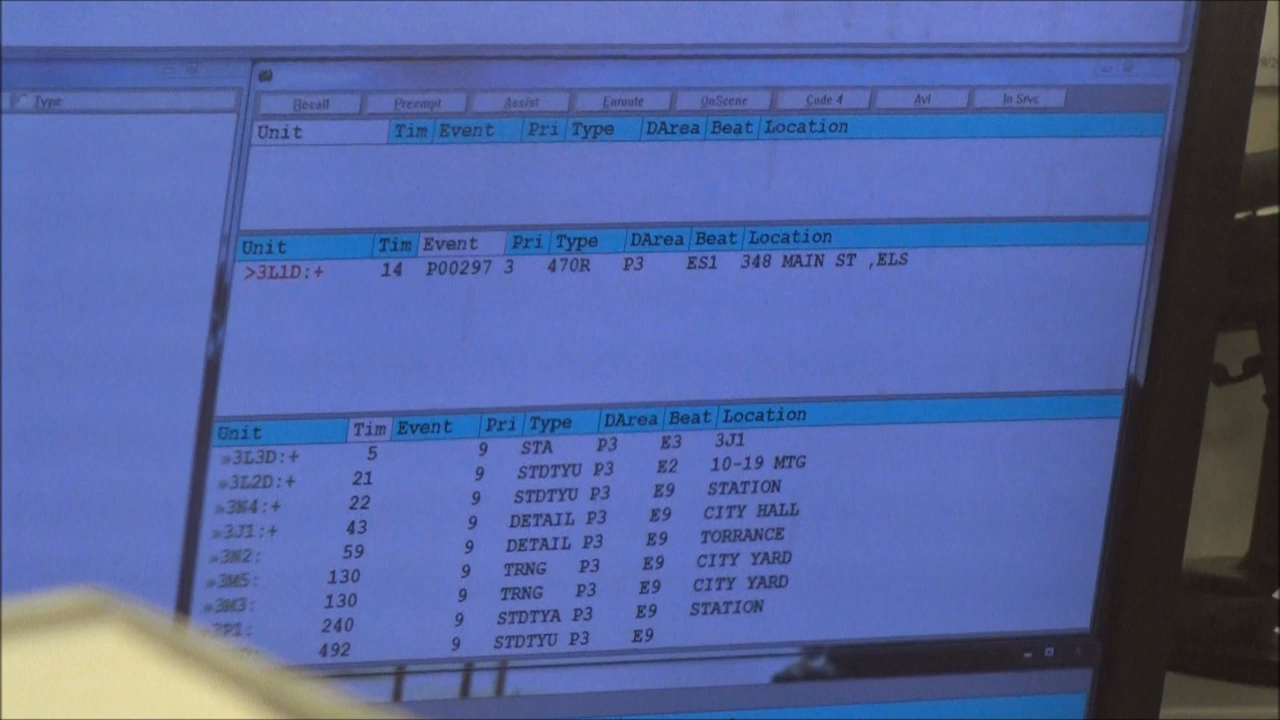 Type
Recall Preempt Assist Enroute OnScene Code 4 Avl In Srvc
Unit Tim Event Pri Type DArea Beat Location
Unit Tim Event Pri Type DArea Beat Location
>3L1D:+ 14 P00297 3 470R P3 ES1 348 MAIN ST ,ELS
Unit Tim Event Pri Type DArea Beat Location
»3L3D:+ 5 9 STA P3 E3 3J1
»3L2D:+ 21 9 STDTYU P3 E2 10-19 MTG
»3N4:+ 22 9 STDTYU P3 E9 STATION
»3J1:+ 43 9 DETAIL P3 E9 CITY HALL
»3N2: 59 9 DETAIL P3 E9 TORRANCE
»3M5: 130 9 TRNG P3 E9 CITY YARD
»3M3: 130 9 TRNG P3 E9 CITY YARD
»3P1: 240 9 STDTYA P3 E9 STATION
492 9 STDTYU P3 E9